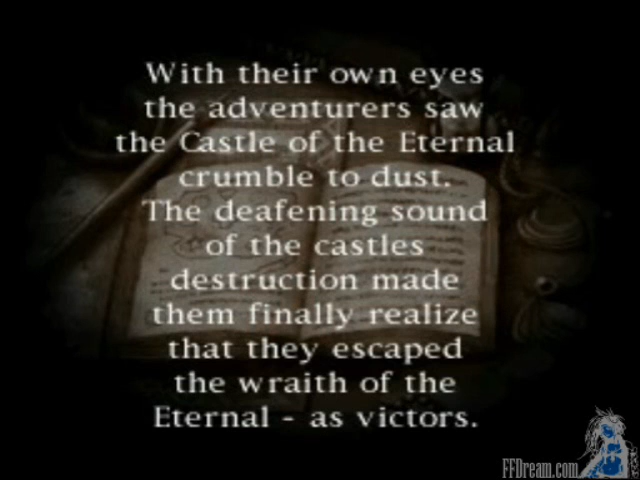 With their own eyes
the adventurers saw
the Castle of the Eternal
crumble to dust.
The deafening sound
of the castles
destruction made
them finally realize
that they escaped
the wraith of the
Eternal - as victors.
FFDream.com